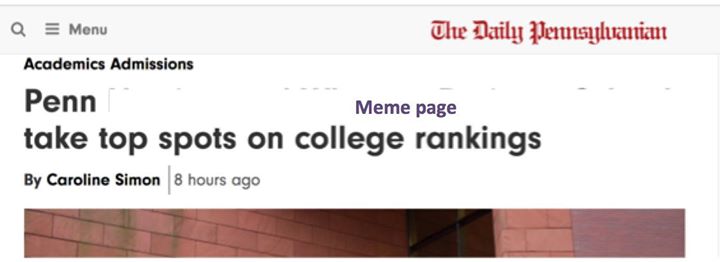 Menu
The Daily Pennsylvanian
Academics Admissions
Penn Meme page
take top spots on college rankings
By Caroline Simon 8 hours ago